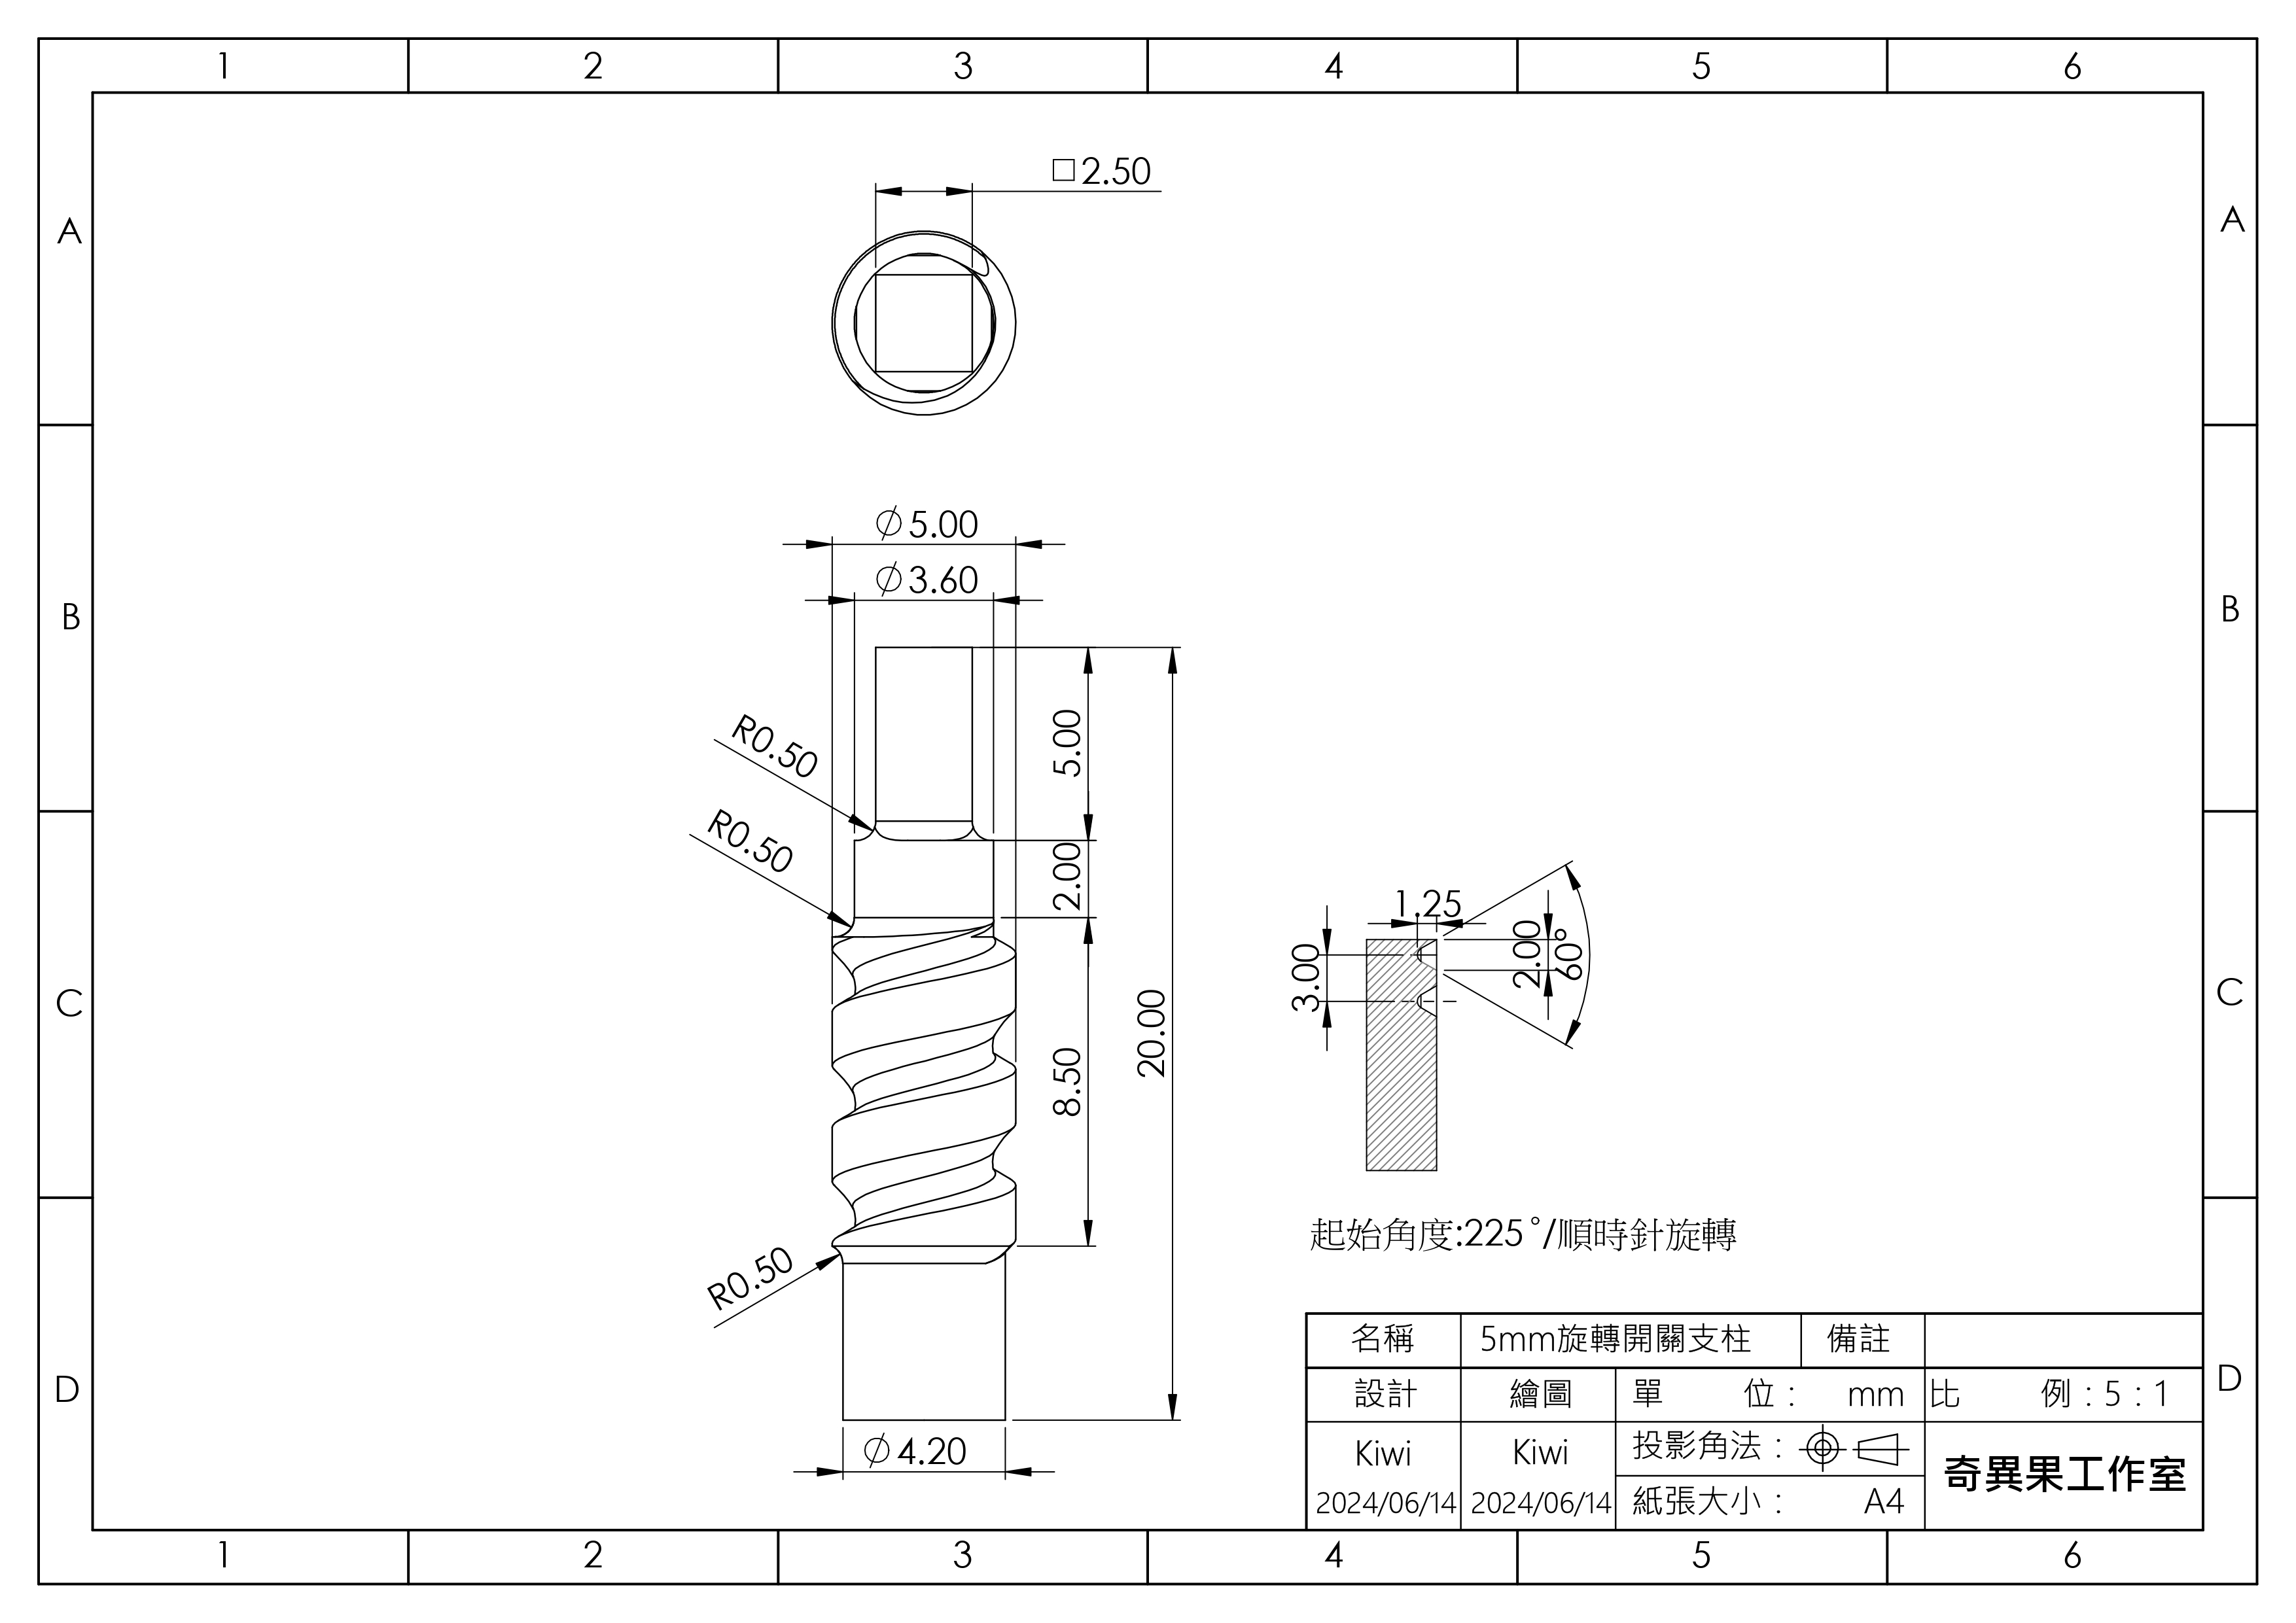 1 2 3 4 5 6
A A
□2.50
∅5.00
∅3.60
B B
R0.50
5.00
R0.50
2.00
1.25
2.00
60°
3.00
C C
20.00
8.50
起始角度:225°/順時針旋轉
R0.50
名稱 5mm旋轉開關支柱 備註
D D
設計 繪圖 單 位: mm 比 例:5:1
∅4.20
Kiwi Kiwi 投影角法:
奇異果工作室
2024/06/14 2024/06/14 紙張大小: A4
1 2 3 4 5 6